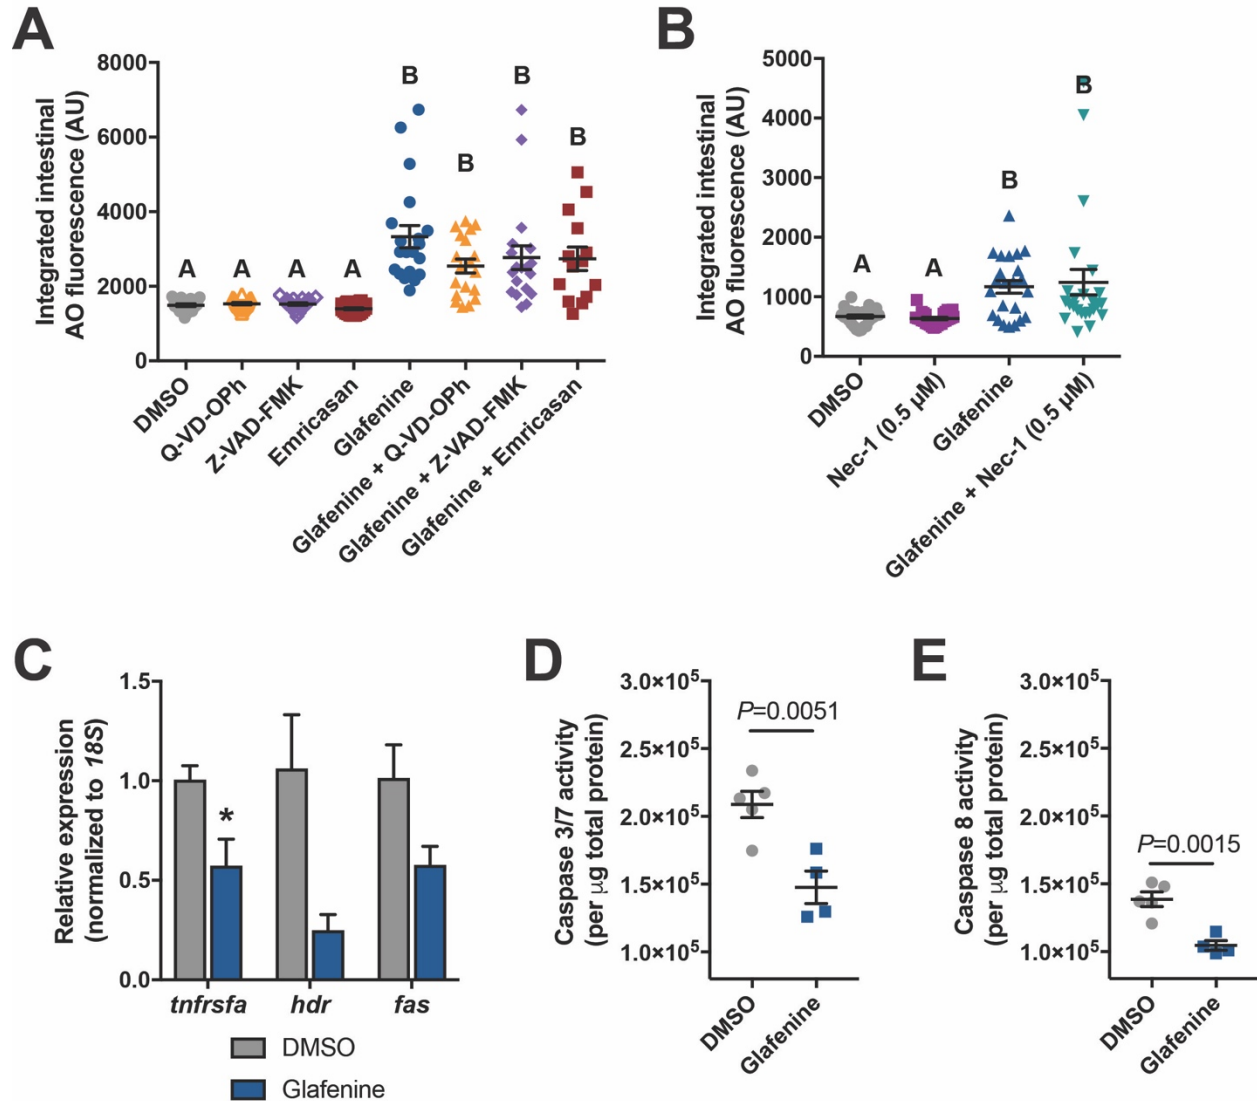 A
Integrated intestinal
AO fluorescence (AU)
8000
6000
4000
2000
0
A
A
A
A
B
B
B
B
DMSO
Q-VD-OPh
Z-VAD-FMK
Emricasan
Glafenine
Glafenine + Q-VD-OPh
Glafenine + Z-VAD-FMK
Glafenine + Emricasan
B
Integrated intestinal
AO fluorescence (AU)
5000
4000
3000
2000
1000
0
A
A
B
B
DMSO
Nec-1 (0.5 µM)
Glafenine
Glafenine + Nec-1 (0.5 µM)
C
Relative expression
(normalized to 18S)
1.5
1.0
0.5
0.0
*
tnfrsfa
hdr
fas
DMSO
Glafenine
D
Caspase 3/7 activity
(per µg total protein)
3.0×10⁵
2.5×10⁵
2.0×10⁵
1.5×10⁵
1.0×10⁵
P=0.0051
DMSO
Glafenine
E
Caspase 8 activity
(per µg total protein)
3.0×10⁵
2.5×10⁵
2.0×10⁵
1.5×10⁵
1.0×10⁵
P=0.0015
DMSO
Glafenine